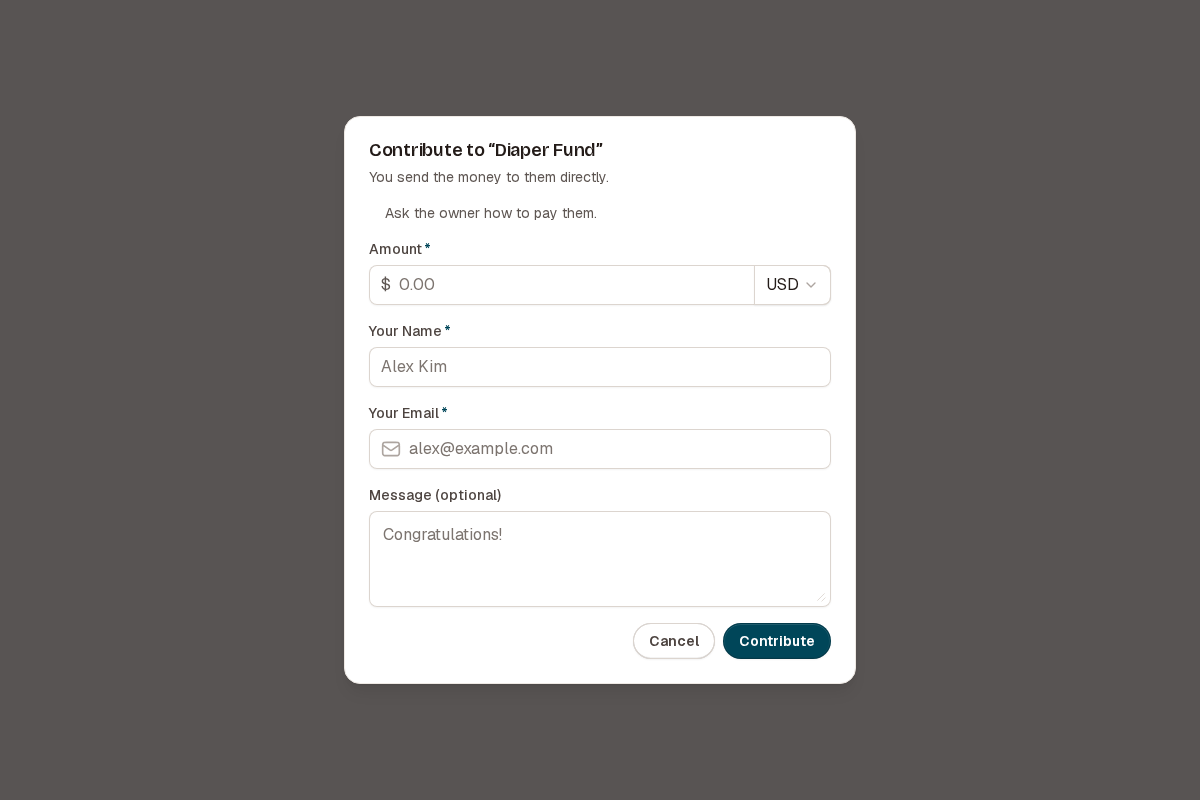 Contribute to “Diaper Fund”
You send the money to them directly.
Ask the owner how to pay them.
Amount *
$ 0.00 USD
Your Name *
Alex Kim
Your Email *
alex@example.com
Message (optional)
Congratulations!
Cancel Contribute